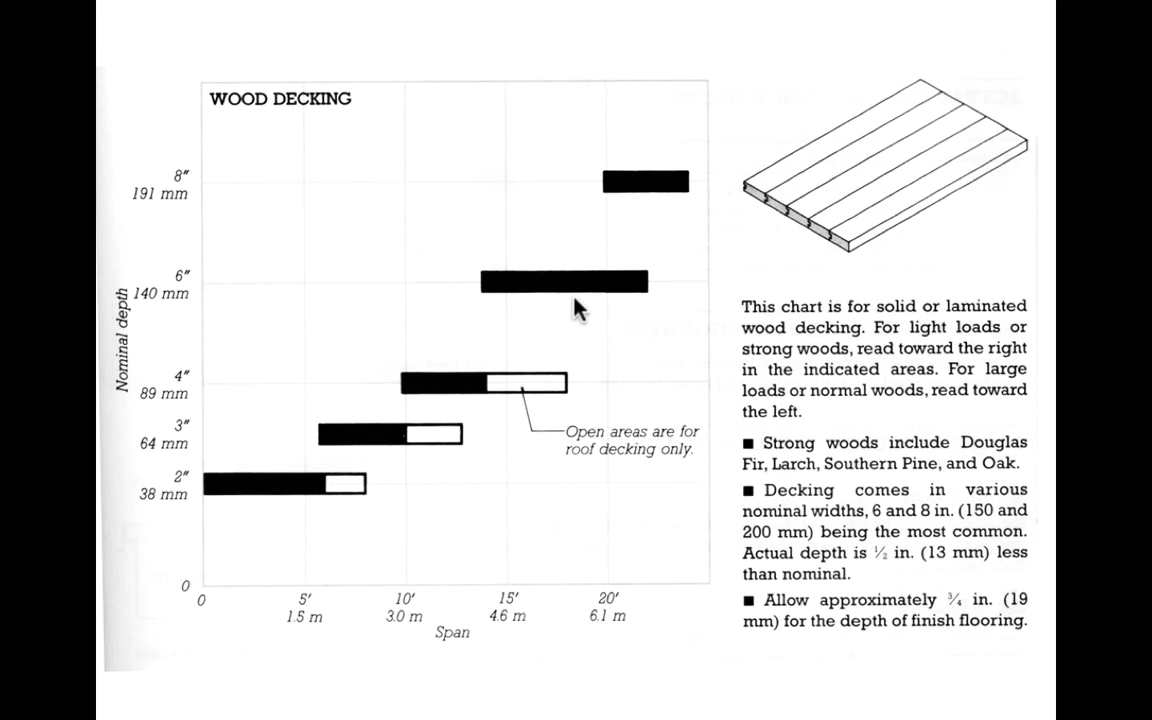 WOOD DECKING
8"
191 mm
6"
140 mm
4"
89 mm
3"
64 mm
2"
38 mm
0
Nominal depth
0
5'
1.5 m
10'
3.0 m
15'
4.6 m
20'
6.1 m
Span
Open areas are for
roof decking only.
This chart is for solid or laminated
wood decking. For light loads or
strong woods, read toward the right
in the indicated areas. For large
loads or normal woods, read toward
the left.
■ Strong woods include Douglas
Fir, Larch, Southern Pine, and Oak.
■ Decking comes in various
nominal widths, 6 and 8 in. (150 and
200 mm) being the most common.
Actual depth is ½ in. (13 mm) less
than nominal.
■ Allow approximately ¾ in. (19
mm) for the depth of finish flooring.